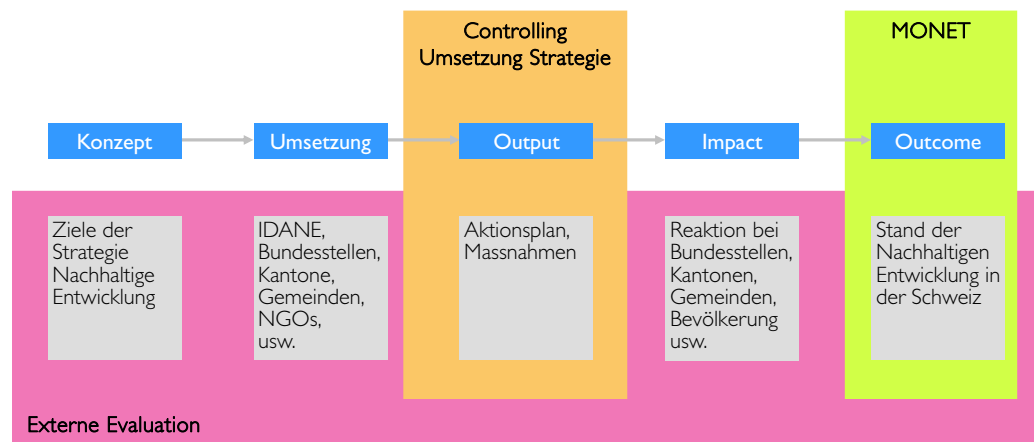 Controlling
Umsetzung Strategie
MONET
Konzept
Umsetzung
Output
Impact
Outcome
Ziele der
Strategie
Nachhaltige
Entwicklung
IDANE,
Bundesstellen,
Kantone,
Gemeinden,
NGOs,
usw.
Aktionsplan,
Massnahmen
Reaktion bei
Bundesstellen,
Kantonen,
Gemeinden,
Bevölkerung
usw.
Stand der
Nachhaltigen
Entwicklung in
der Schweiz
Externe Evaluation